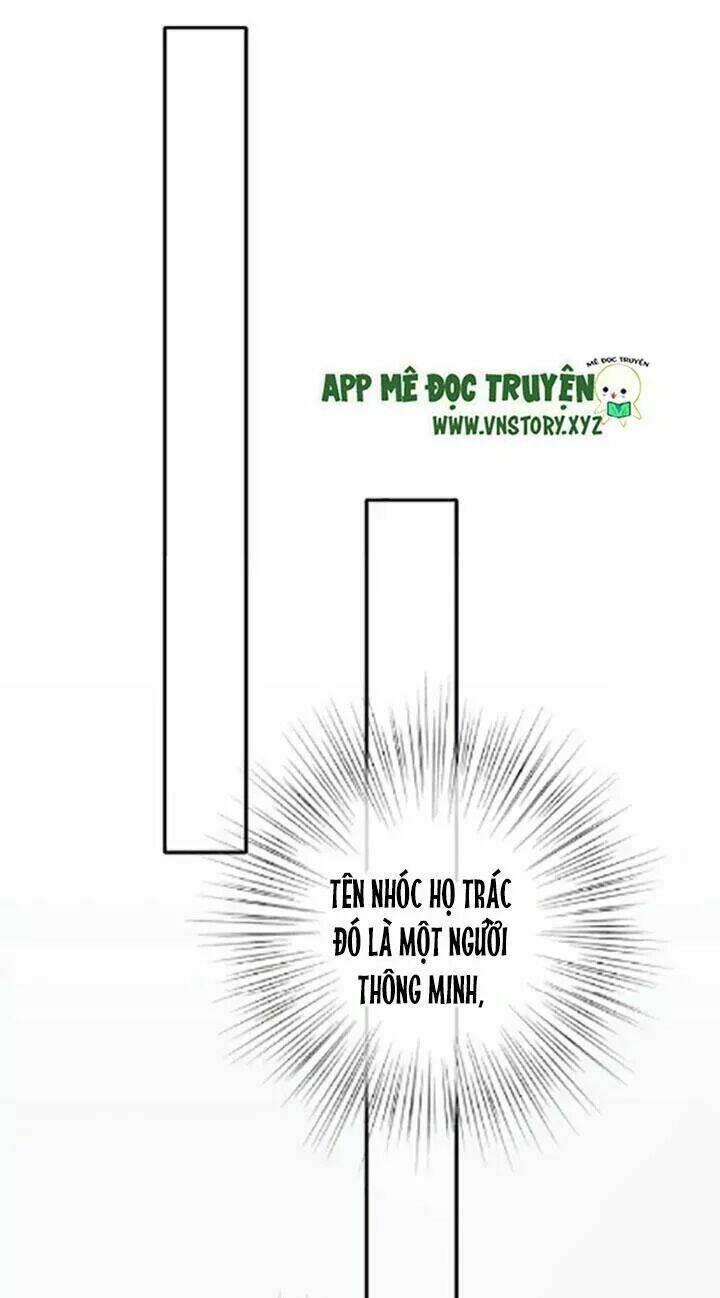 MÊ ĐỌC TRUYỆN
APP MÊ ĐỌC TRUYỆN
WWW.VNSTORY.XYZ
TÊN NHÓC HỌ TRÁC
ĐÓ LÀ MỘT NGƯỜI
THÔNG MINH,